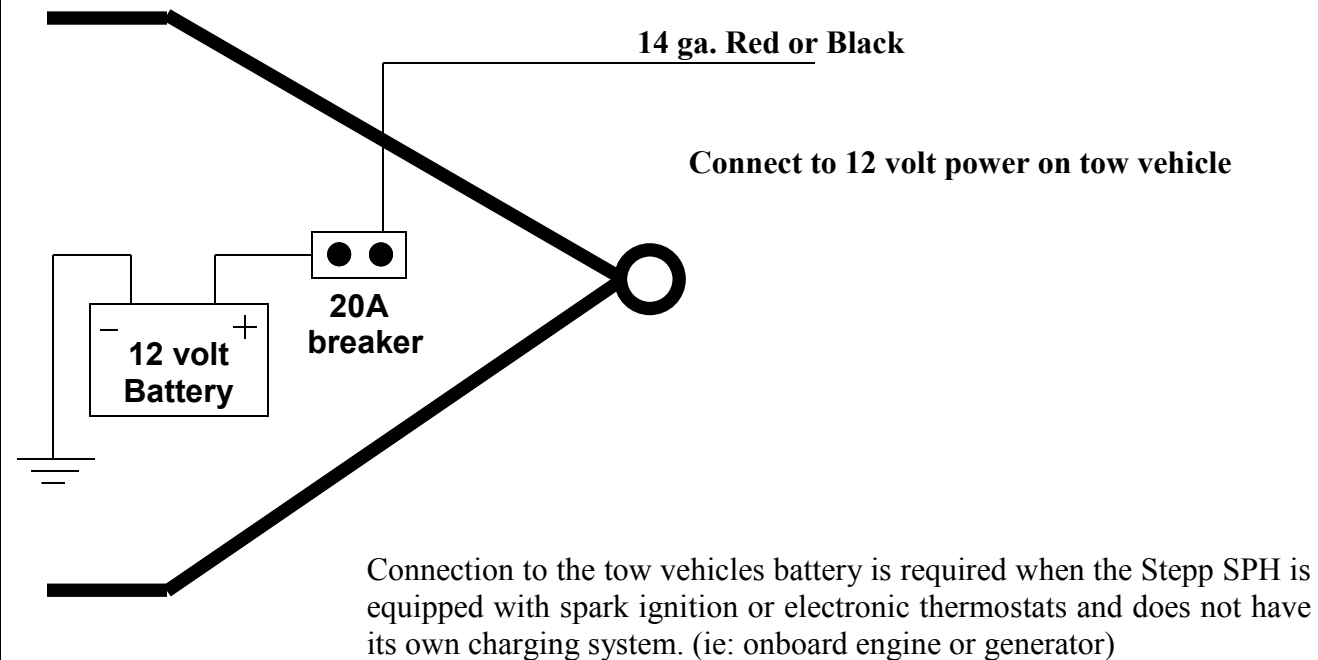 14 ga. Red or Black
Connect to 12 volt power on tow vehicle
20A
breaker
- +
12 volt
Battery
Connection to the tow vehicles battery is required when the Stepp SPH is
equipped with spark ignition or electronic thermostats and does not have
its own charging system. (ie: onboard engine or generator)